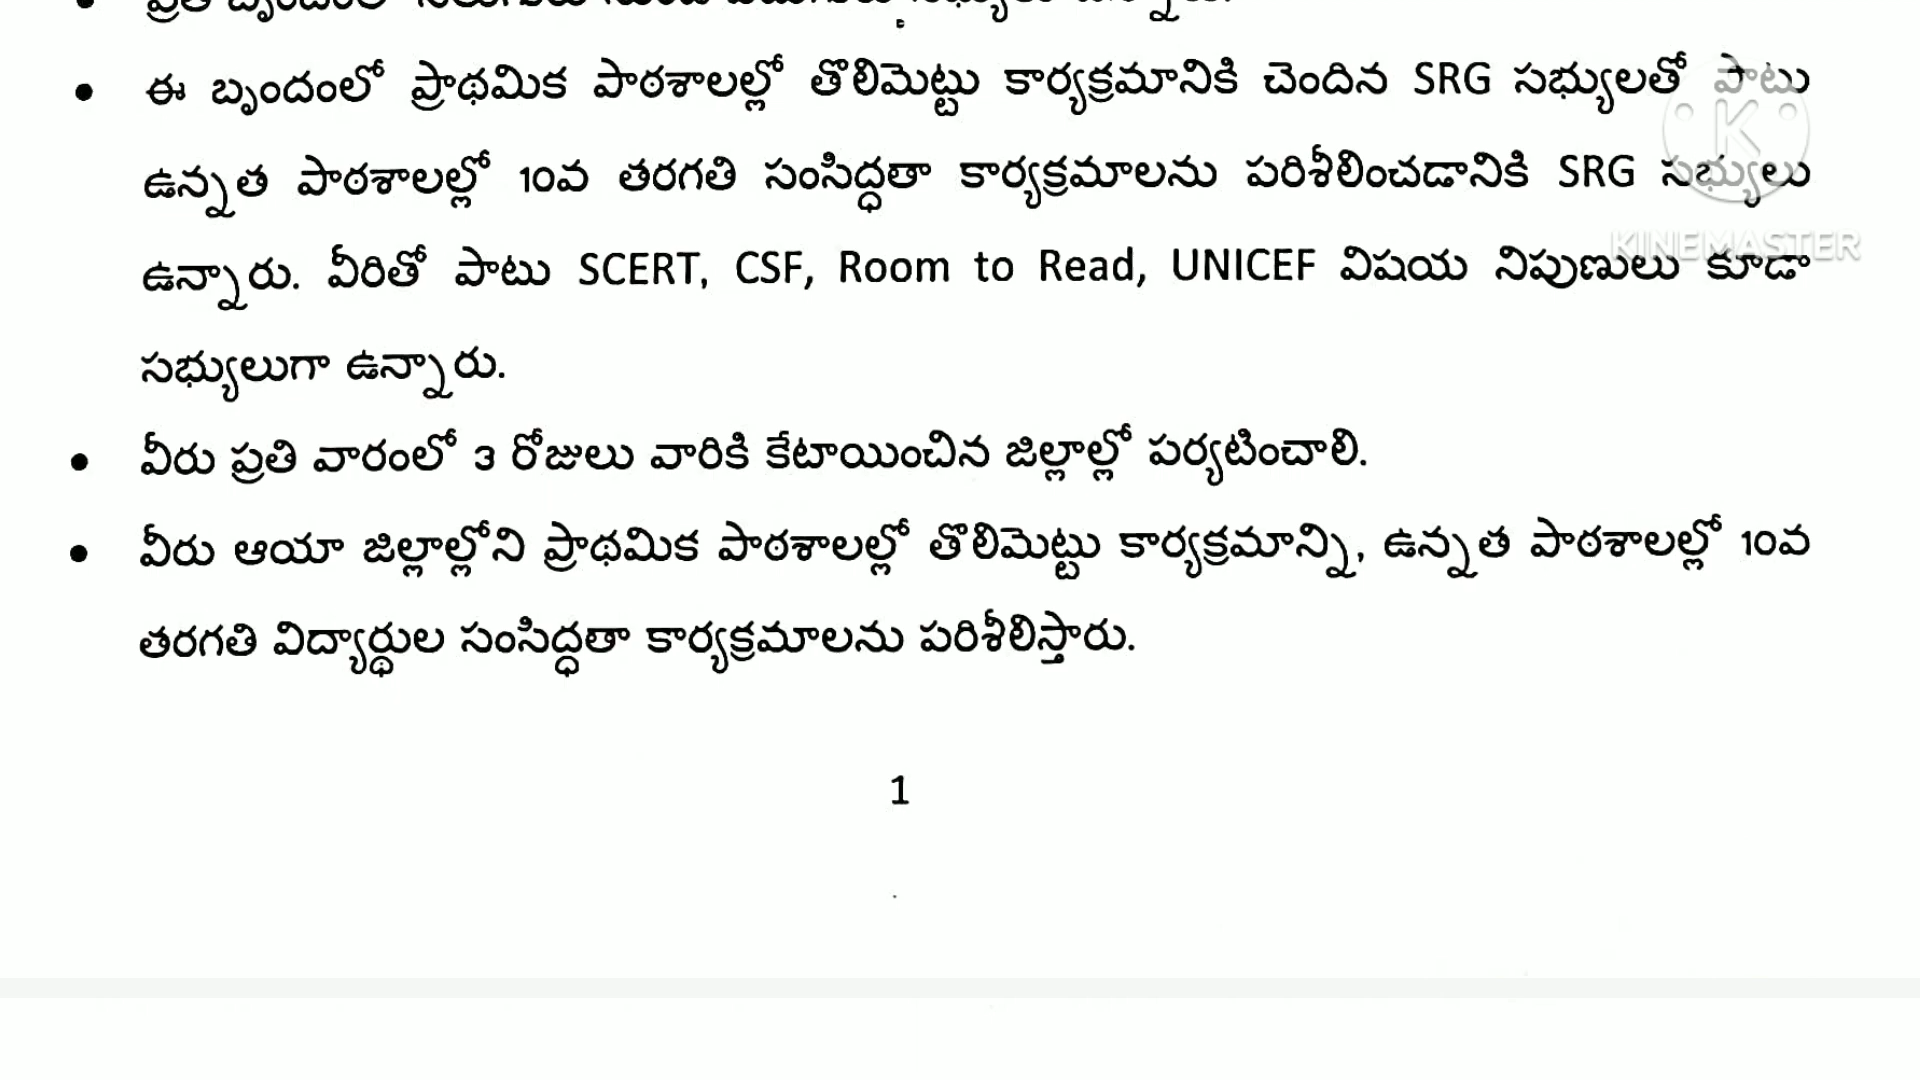 • ఈ బృందంలో ప్రాథమిక పాఠశాలల్లో తొలిమెట్టు కార్యక్రమానికి చెందిన SRG సభ్యులతో పాటు
ఉన్నత పాఠశాలల్లో 10వ తరగతి సంసిద్ధతా కార్యక్రమాలను పరిశీలించడానికి SRG సభ్యులు
KINEMASTER
ఉన్నారు. వీరితో పాటు SCERT, CSF, Room to Read, UNICEF విషయ నిపుణులు కూడా
సభ్యులుగా ఉన్నారు.
• వీరు ప్రతి వారంలో 3 రోజులు వారికి కేటాయించిన జిల్లాల్లో పర్యటించాలి.
• వీరు ఆయా జిల్లాల్లోని ప్రాథమిక పాఠశాలల్లో తొలిమెట్టు కార్యక్రమాన్ని, ఉన్నత పాఠశాలల్లో 10వ
తరగతి విద్యార్థుల సంసిద్ధతా కార్యక్రమాలను పరిశీలిస్తారు.
1